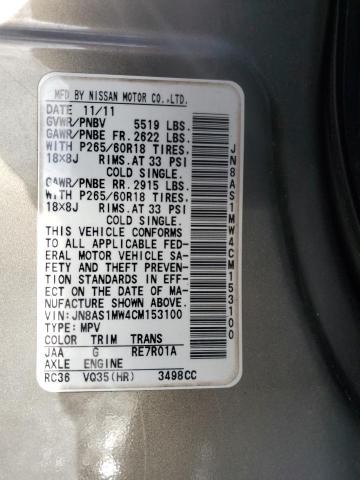 MFD BY NISSAN MOTOR CO.,LTD.
DATE 11/11
GVWR/PNBV 5519 LBS.
GAWR/PNBE FR. 2622 LBS.
WITH P265/60R18 TIRES,
18X8J RIMS.AT 33 PSI
COLD SINGLE.
GAWR/PNBE RR. 2915 LBS.
WITH P265/60R18 TIRES,
18X8J RIMS.AT 33 PSI
COLD SINGLE.
THIS VEHICLE CONFORMS
TO ALL APPLICABLE FED-
ERAL MOTOR VEHICLE SA-
FETY AND THEFT PREVENT-
ION STANDARDS IN EFF-
ECT ON THE DATE OF MA-
NUFACTURE SHOWN ABOVE.
VIN:JN8AS1MW4CM153100
TYPE:MPV
COLOR TRIM TRANS
JAA G RE7R01A
AXLE ENGINE
RC36 VQ35(HR) 3498CC
JN8AS1MW4CM153100